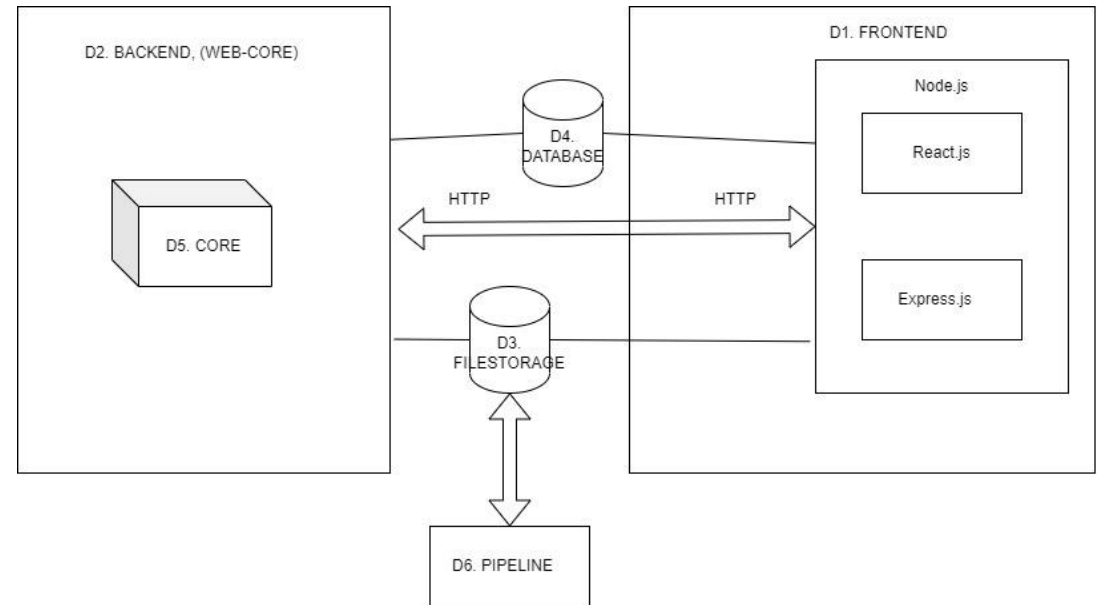 D2. BACKEND, (WEB-CORE)
D1. FRONTEND
Node.js
React.js
D4.
DATABASE
HTTP
HTTP
D5. CORE
Express.js
D3.
FILESTORAGE
D6. PIPELINE